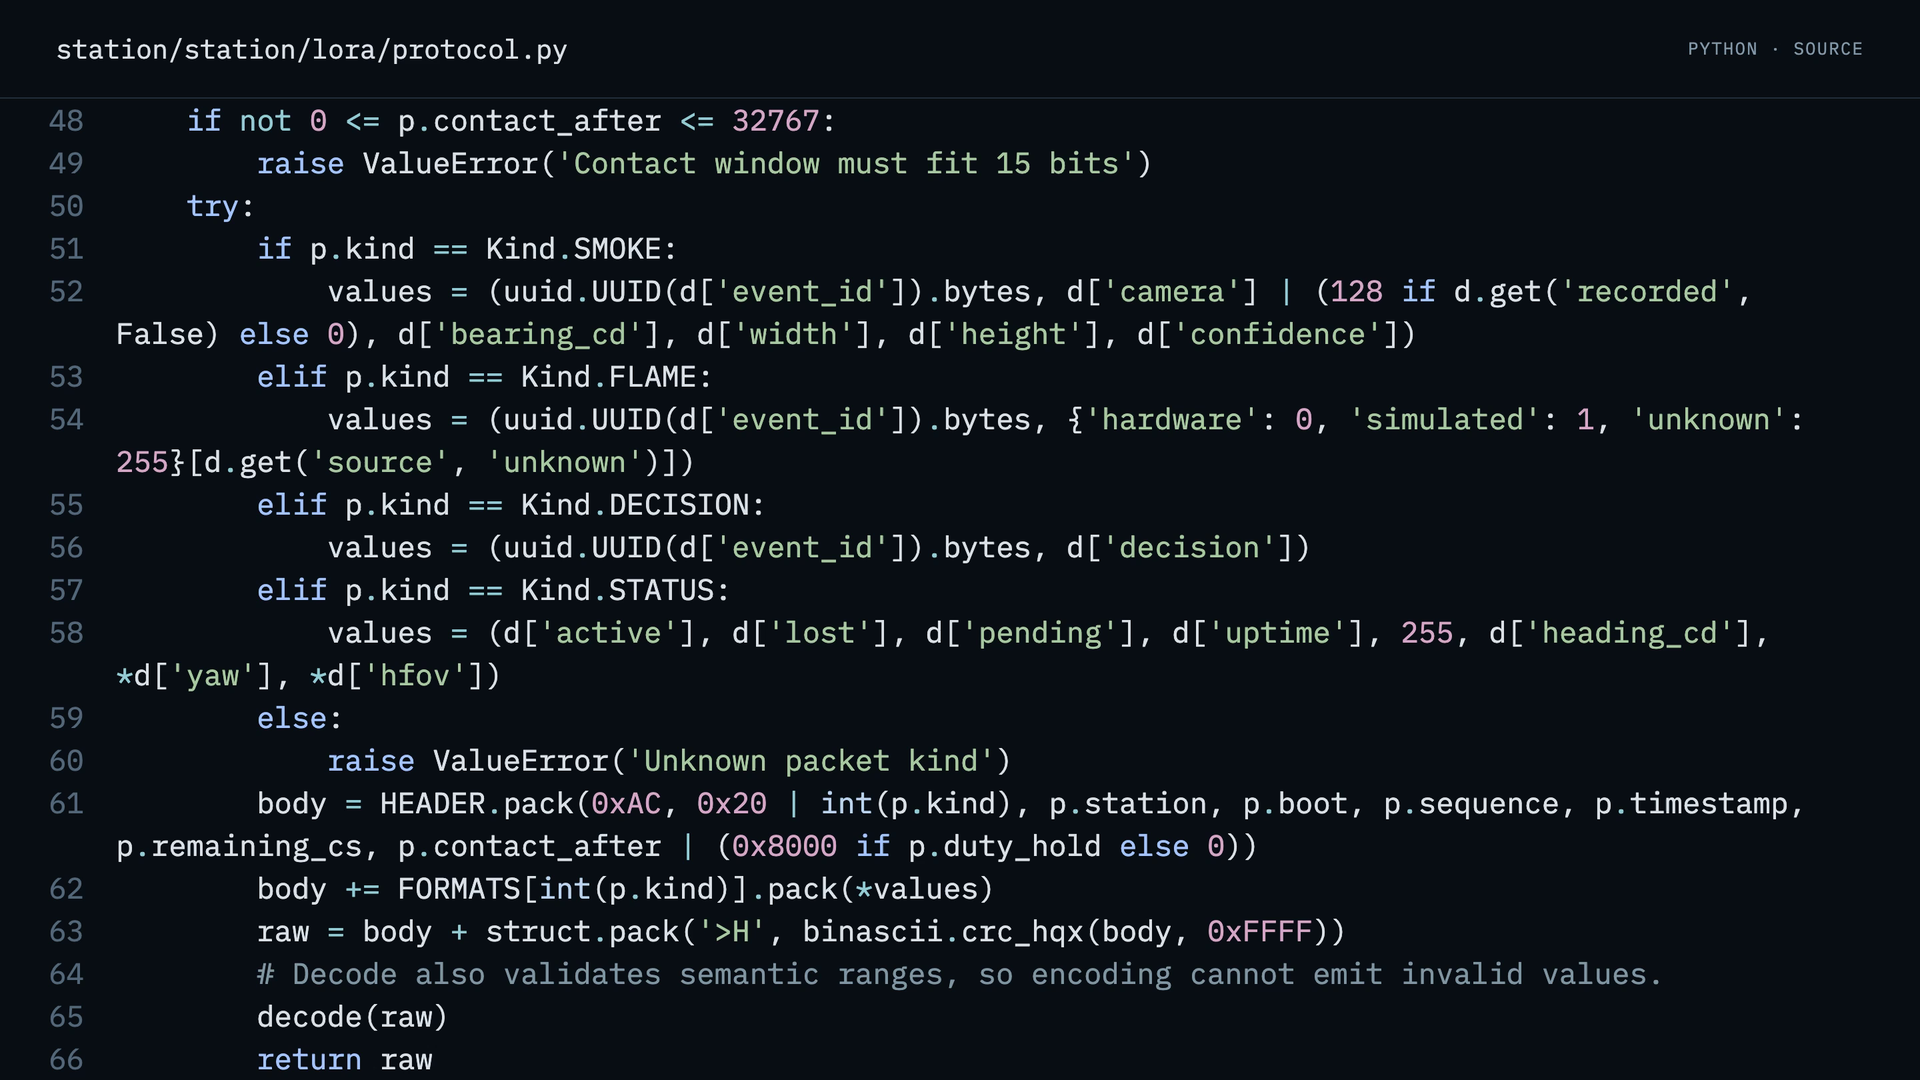 station/station/lora/protocol.py
PYTHON · SOURCE
48 if not 0 <= p.contact_after <= 32767:
49 raise ValueError('Contact window must fit 15 bits')
50 try:
51 if p.kind == Kind.SMOKE:
52 values = (uuid.UUID(d['event_id']).bytes, d['camera'] | (128 if d.get('recorded',
False) else 0), d['bearing_cd'], d['width'], d['height'], d['confidence'])
53 elif p.kind == Kind.FLAME:
54 values = (uuid.UUID(d['event_id']).bytes, {'hardware': 0, 'simulated': 1, 'unknown':
255}[d.get('source', 'unknown')])
55 elif p.kind == Kind.DECISION:
56 values = (uuid.UUID(d['event_id']).bytes, d['decision'])
57 elif p.kind == Kind.STATUS:
58 values = (d['active'], d['lost'], d['pending'], d['uptime'], 255, d['heading_cd'],
*d['yaw'], *d['hfov'])
59 else:
60 raise ValueError('Unknown packet kind')
61 body = HEADER.pack(0xAC, 0x20 | int(p.kind), p.station, p.boot, p.sequence, p.timestamp,
p.remaining_cs, p.contact_after | (0x8000 if p.duty_hold else 0))
62 body += FORMATS[int(p.kind)].pack(*values)
63 raw = body + struct.pack('>H', binascii.crc_hqx(body, 0xFFFF))
64 # Decode also validates semantic ranges, so encoding cannot emit invalid values.
65 decode(raw)
66 return raw